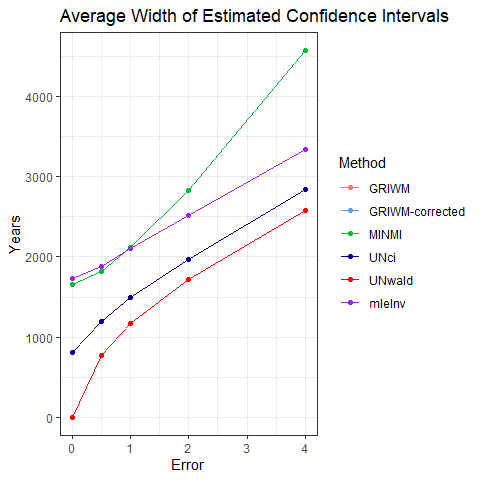 Average Width of Estimated Confidence Intervals
Years
4000
3000
2000
1000
0
0 1 2 3 4
Error
Method
GRIWM
GRIWM-corrected
MINMI
UNci
UNwald
mleInv